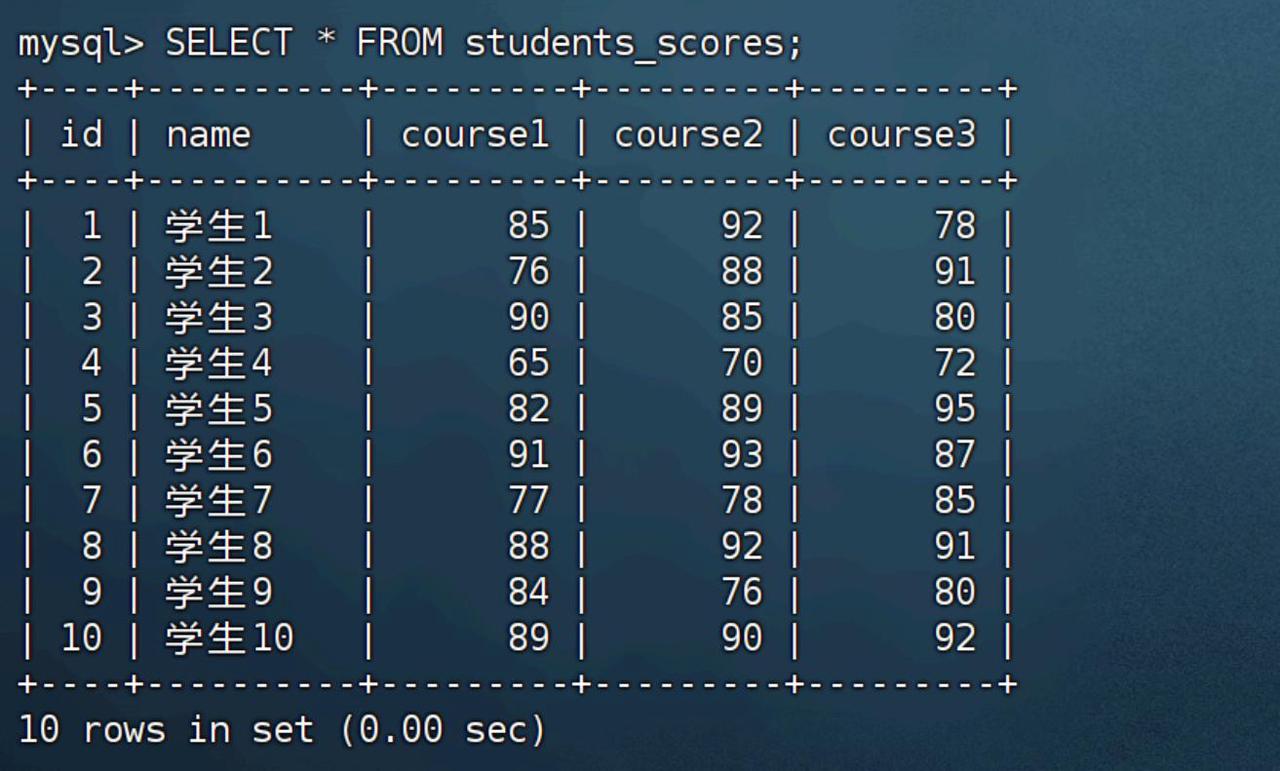 mysql> SELECT * FROM students_scores;
+----+----------+---------+---------+---------+
| id | name     | course1 | course2 | course3 |
+----+----------+---------+---------+---------+
|  1 | 学生1    |      85 |      92 |      78 |
|  2 | 学生2    |      76 |      88 |      91 |
|  3 | 学生3    |      90 |      85 |      80 |
|  4 | 学生4    |      65 |      70 |      72 |
|  5 | 学生5    |      82 |      89 |      95 |
|  6 | 学生6    |      91 |      93 |      87 |
|  7 | 学生7    |      77 |      78 |      85 |
|  8 | 学生8    |      88 |      92 |      91 |
|  9 | 学生9    |      84 |      76 |      80 |
| 10 | 学生10   |      89 |      90 |      92 |
+----+----------+---------+---------+---------+
10 rows in set (0.00 sec)